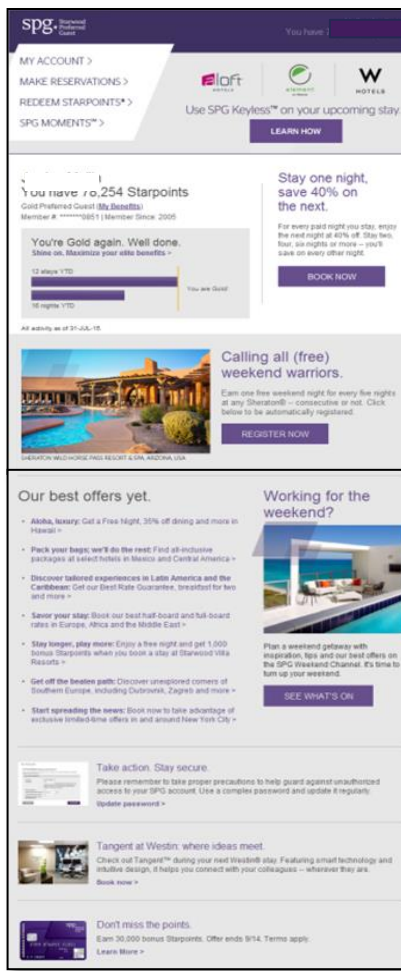 spg® Starwood
Preferred
Guest
You have
MY ACCOUNT >
MAKE RESERVATIONS >
REDEEM STARPOINTS® >
SPG MOMENTS™ >
aloft
HOTELS
element
W
HOTELS
Use SPG Keyless™ on your upcoming stay.
LEARN HOW
You have 78,254 Starpoints
Gold Preferred Guest (My Benefits)
Member #: *******0851 | Member Since: 2005
You're Gold again. Well done.
Shine on. Maximize your elite benefits >
12 stays YTD
You are Gold!
16 nights YTD
All activity as of 31-JUL-15
Stay one night,
save 40% on
the next.
For every paid night you stay, enjoy
the next night at 40% off. Stay two,
four, six nights or more – you'll
save on every other night.
BOOK NOW
SHERATON WILD HORSE PASS RESORT & SPA, ARIZONA, USA
Calling all (free)
weekend warriors.
Earn one free weekend night for every five nights
at any Sheraton® – consecutive or not. Click
below to be automatically registered.
REGISTER NOW
Our best offers yet.
• Aloha, luxury: Get a Free Night, 35% off dining and more in
Hawaii >
• Pack your bags; we'll do the rest: Find all-inclusive
packages at select hotels in Mexico and Central America >
• Discover tailored experiences in Latin America and the
Caribbean: Get our Best Rate Guarantee, breakfast for two
and more >
• Savor your stay: Book our best half-board and full-board
rates in Europe, Africa and the Middle East >
• Stay longer, play more: Enjoy a free night and get 1,000
bonus Starpoints when you book a stay at Starwood Villa
Resorts >
• Get off the beaten path: Discover unexplored corners of
Southern Europe, including Dubrovnik, Zagreb and more >
• Start spreading the news: Book now to take advantage of
exclusive limited-time offers in and around New York City >
Working for the
weekend?
Plan a weekend getaway with
inspiration, tips and our best offers on
the SPG Weekend Channel. It's time to
turn up your weekend.
SEE WHAT'S ON
Take action. Stay secure.
Please remember to take proper precautions to help guard against unauthorized
access to your SPG account. Use a complex password and update it regularly.
Update password >
Tangent at Westin: where ideas meet.
Check out Tangent™ during your next Westin® stay. Featuring smart technology and
intuitive design, it helps you connect with your colleagues – wherever they are.
Book now >
Don't miss the points.
Earn 30,000 bonus Starpoints. Offer ends 9/14. Terms apply.
Learn More >